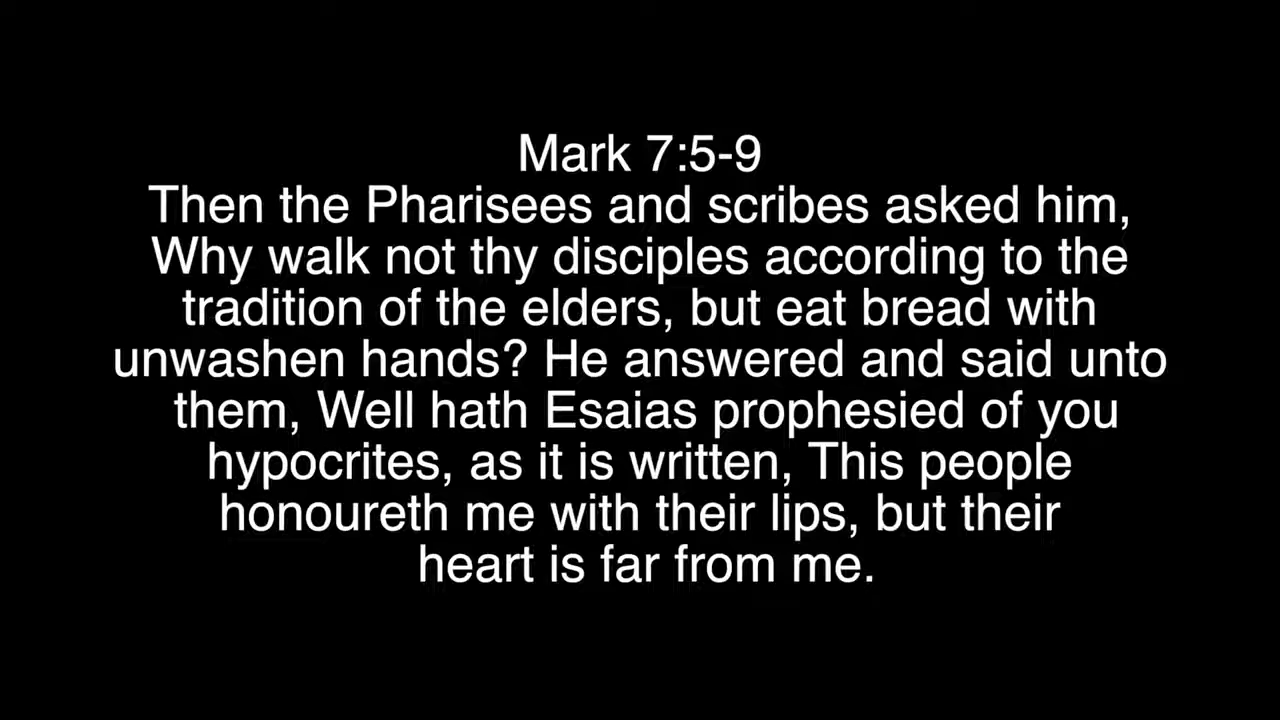 Mark 7:5-9
Then the Pharisees and scribes asked him,
Why walk not thy disciples according to the
tradition of the elders, but eat bread with
unwashen hands? He answered and said unto
them, Well hath Esaias prophesied of you
hypocrites, as it is written, This people
honoureth me with their lips, but their
heart is far from me.